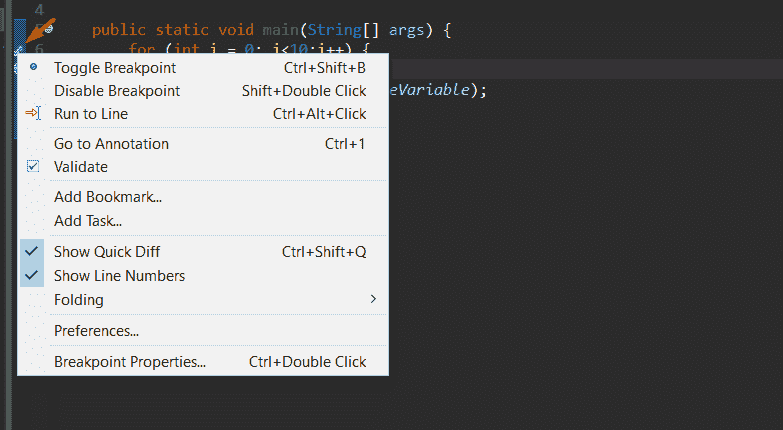 4
5 public static void main(String[] args) {
6 for (int i = 0; i<10;i++) {
Toggle Breakpoint Ctrl+Shift+B
Disable Breakpoint Shift+Double Click
eVariable);
Run to Line Ctrl+Alt+Click
Go to Annotation Ctrl+1
Validate
Add Bookmark...
Add Task...
Show Quick Diff Ctrl+Shift+Q
Show Line Numbers
Folding
Preferences...
Breakpoint Properties... Ctrl+Double Click